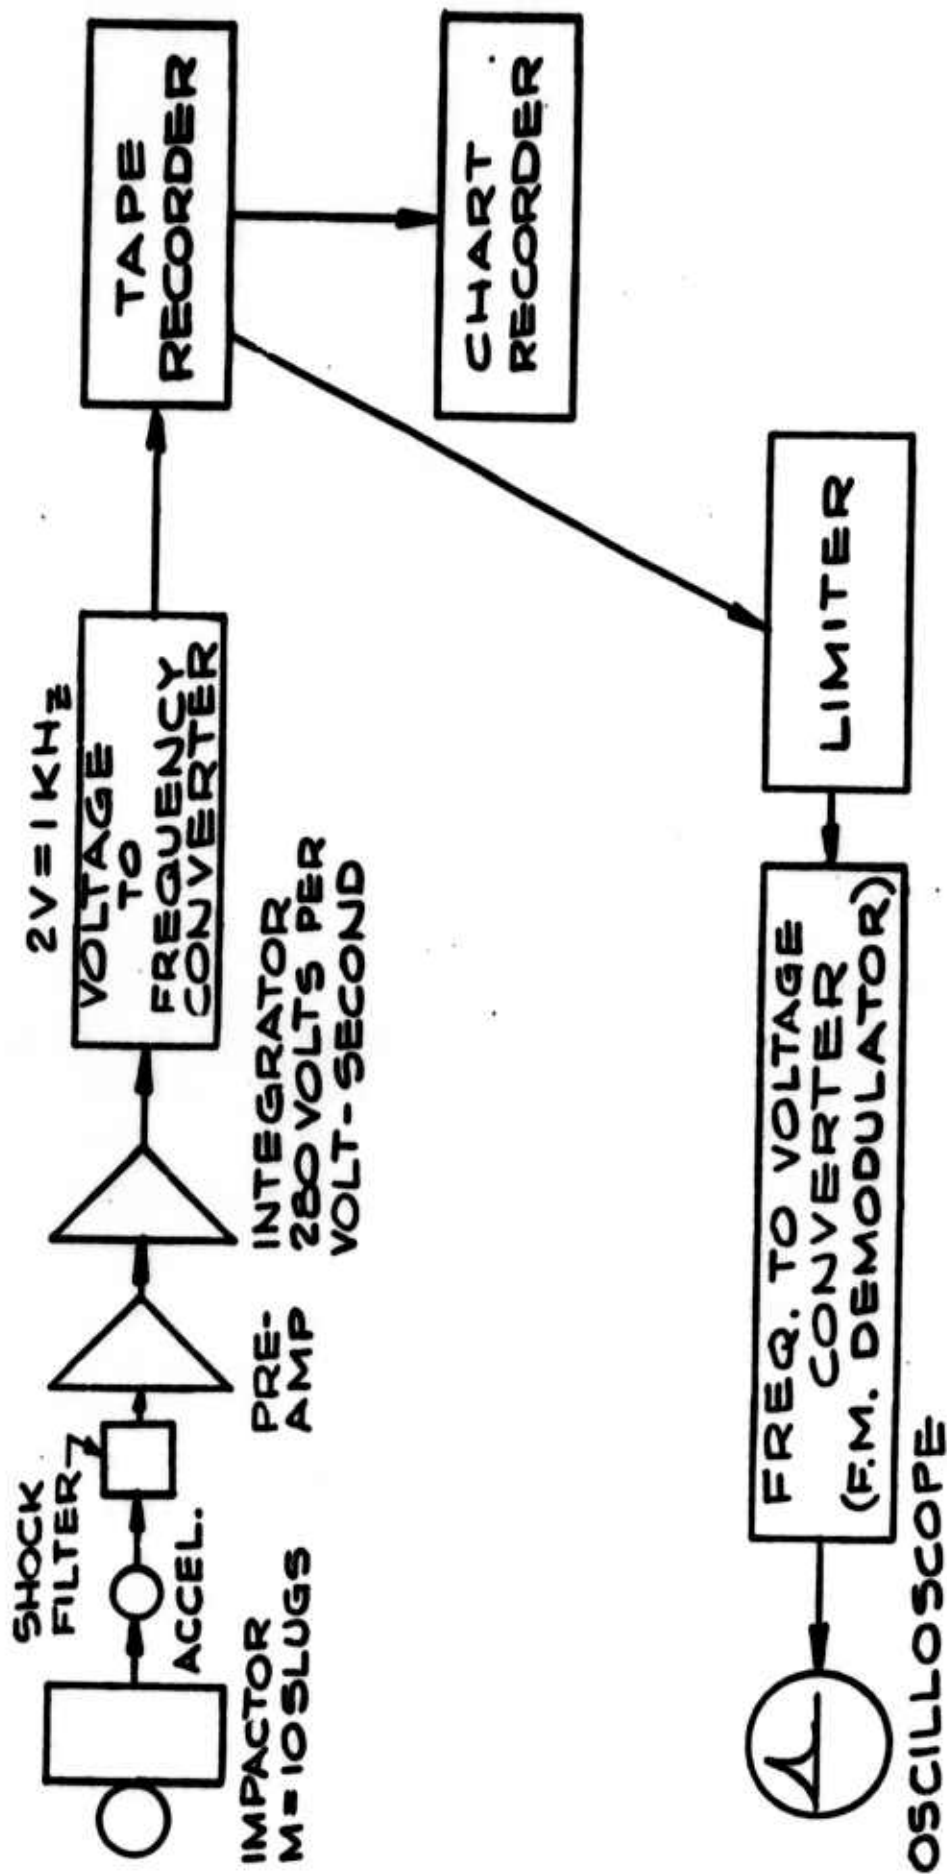 SHOCK
FILTER
ACCEL.
IMPACTOR
M=10SLUGS
PRE-
AMP
INTEGRATOR
280 VOLTS PER
VOLT-SECOND
2V=1KHz
VOLTAGE
TO
FREQUENCY
CONVERTER
TAPE
RECORDER
CHART
RECORDER
LIMITER
FREQ. TO VOLTAGE
CONVERTER
(F.M. DEMODULATOR)
OSCILLOSCOPE